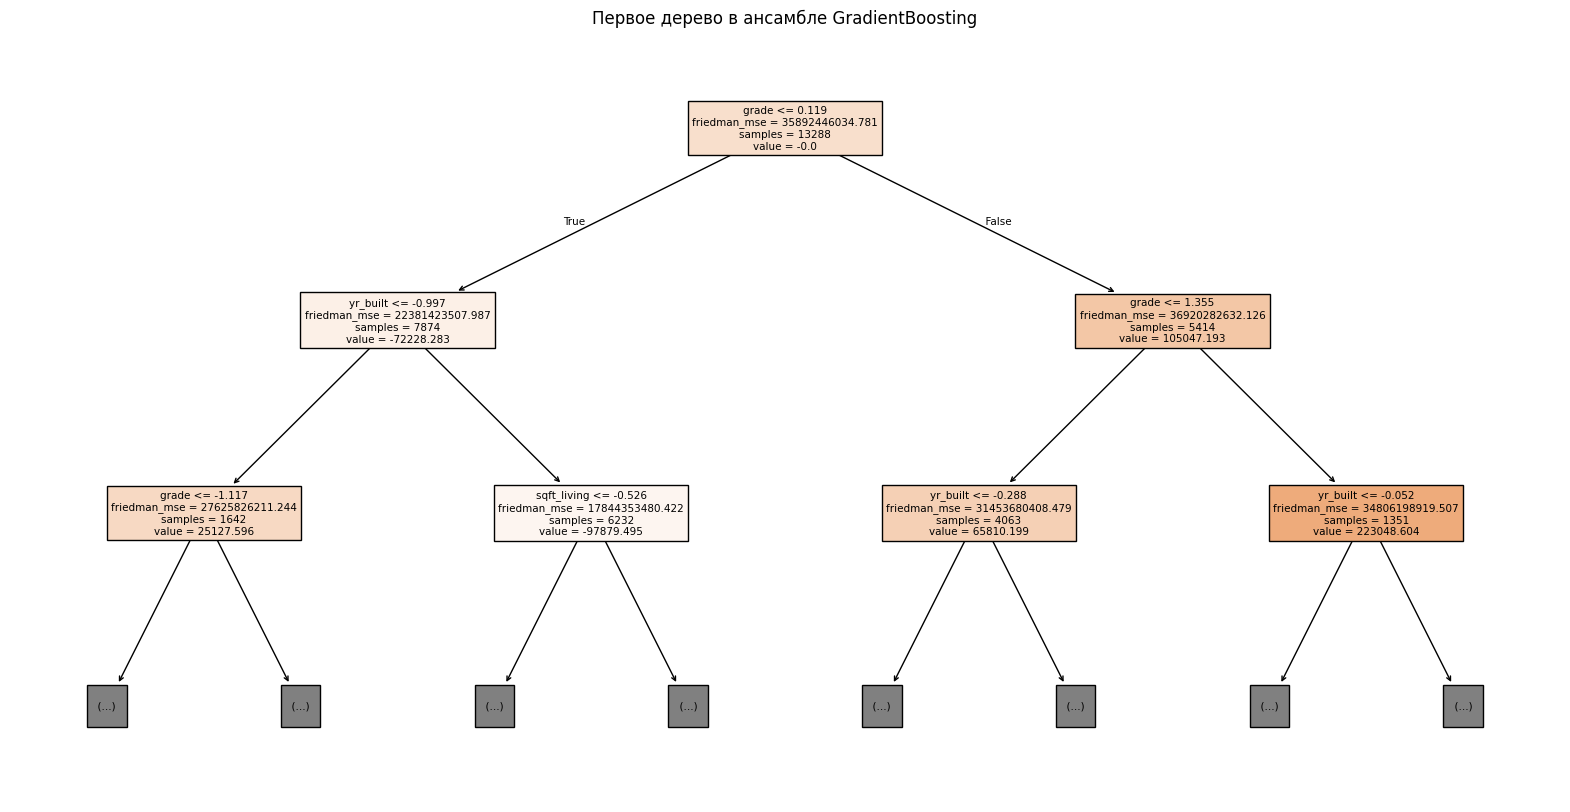 Первое дерево в ансамбле GradientBoosting
grade <= 0.119
friedman_mse = 35892446034.781
samples = 13288
value = -0.0
True
False
yr_built <= -0.997
friedman_mse = 22381423507.987
samples = 7874
value = -72228.283
grade <= 1.355
friedman_mse = 36920282632.126
samples = 5414
value = 105047.193
grade <= -1.117
friedman_mse = 27625826211.244
samples = 1642
value = 25127.596
sqft_living <= -0.526
friedman_mse = 17844353480.422
samples = 6232
value = -97879.495
yr_built <= -0.288
friedman_mse = 31453680408.479
samples = 4063
value = 65810.199
yr_built <= -0.052
friedman_mse = 34806198919.507
samples = 1351
value = 223048.604
(...)
(...)
(...)
(...)
(...)
(...)
(...)
(...)